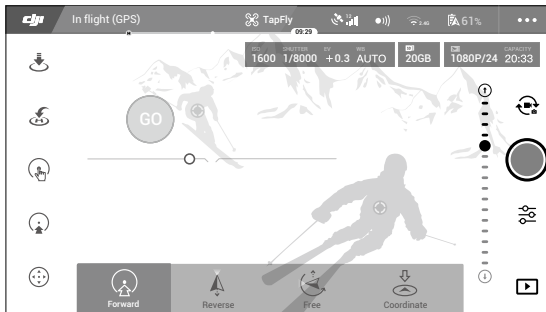 dji In flight (GPS) TapFly 2.4G 61%
H 09:29
ISO SHUTTER EV WB CAPACITY
1600 1/8000 +0.3 AUTO 20GB 1080P/24 20:33
GO
Forward Reverse Free Coordinate